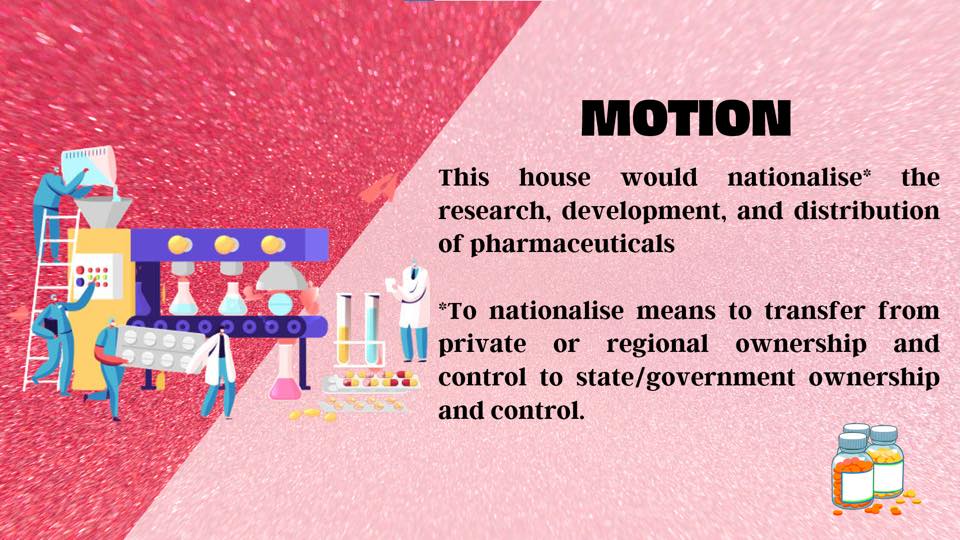 MOTION
This house would nationalise* the
research, development, and distribution
of pharmaceuticals
*To nationalise means to transfer from
private or regional ownership and
control to state/government ownership
and control.